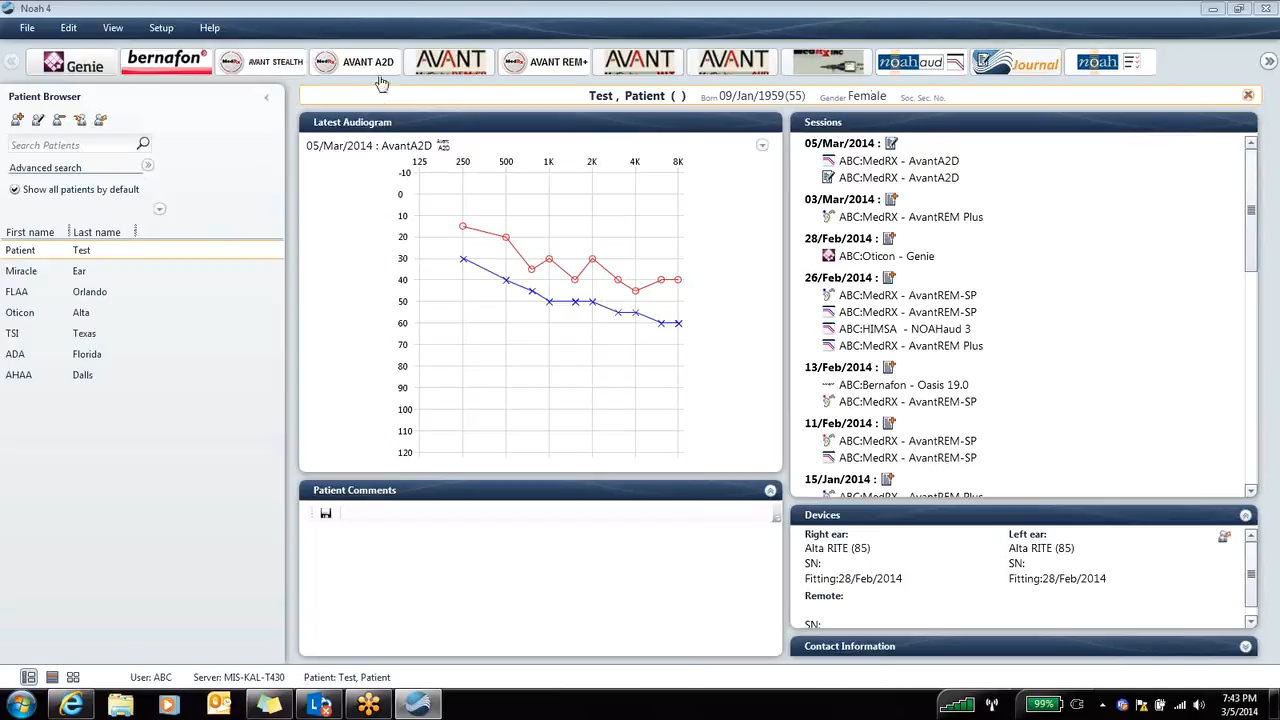 Noah 4
File Edit View Setup Help
Genie
bernafon®
MedRx AVANT STEALTH
MedRx AVANT A2D
AVANT
MedRx AVANT REM+
AVANT
AVANT
noahaud
Journal
noah
Patient Browser
Test , Patient ( ) Born 09/Jan/1959(55) Gender Female Soc. Sec. No.
Search Patients
Advanced search
Show all patients by default
First name Last name
Patient Test
Miracle Ear
FLAA Orlando
Oticon Alta
TSI Texas
ADA Florida
AHAA Dalls
Latest Audiogram
05/Mar/2014 : AvantA2D
125 250 500 1K 2K 4K 8K
-10
0
10
20
30
40
50
60
70
80
90
100
110
120
Patient Comments
Sessions
05/Mar/2014 :
ABC:MedRX - AvantA2D
ABC:MedRX - AvantA2D
03/Mar/2014 :
ABC:MedRX - AvantREM Plus
28/Feb/2014 :
ABC:Oticon - Genie
26/Feb/2014 :
ABC:MedRX - AvantREM-SP
ABC:MedRX - AvantREM-SP
ABC:HIMSA - NOAHaud 3
ABC:MedRX - AvantREM Plus
13/Feb/2014 :
ABC:Bernafon - Oasis 19.0
ABC:MedRX - AvantREM-SP
11/Feb/2014 :
ABC:MedRX - AvantREM-SP
ABC:MedRX - AvantREM-SP
15/Jan/2014 :
ABC:MedRX - AvantREM Plus
Devices
Right ear: Left ear:
Alta RITE (85) Alta RITE (85)
SN: SN:
Fitting:28/Feb/2014 Fitting:28/Feb/2014
Remote:
SN:
Contact Information
User: ABC Server: MIS-KAL-T430 Patient: Test, Patient
99%
7:43 PM
3/5/2014